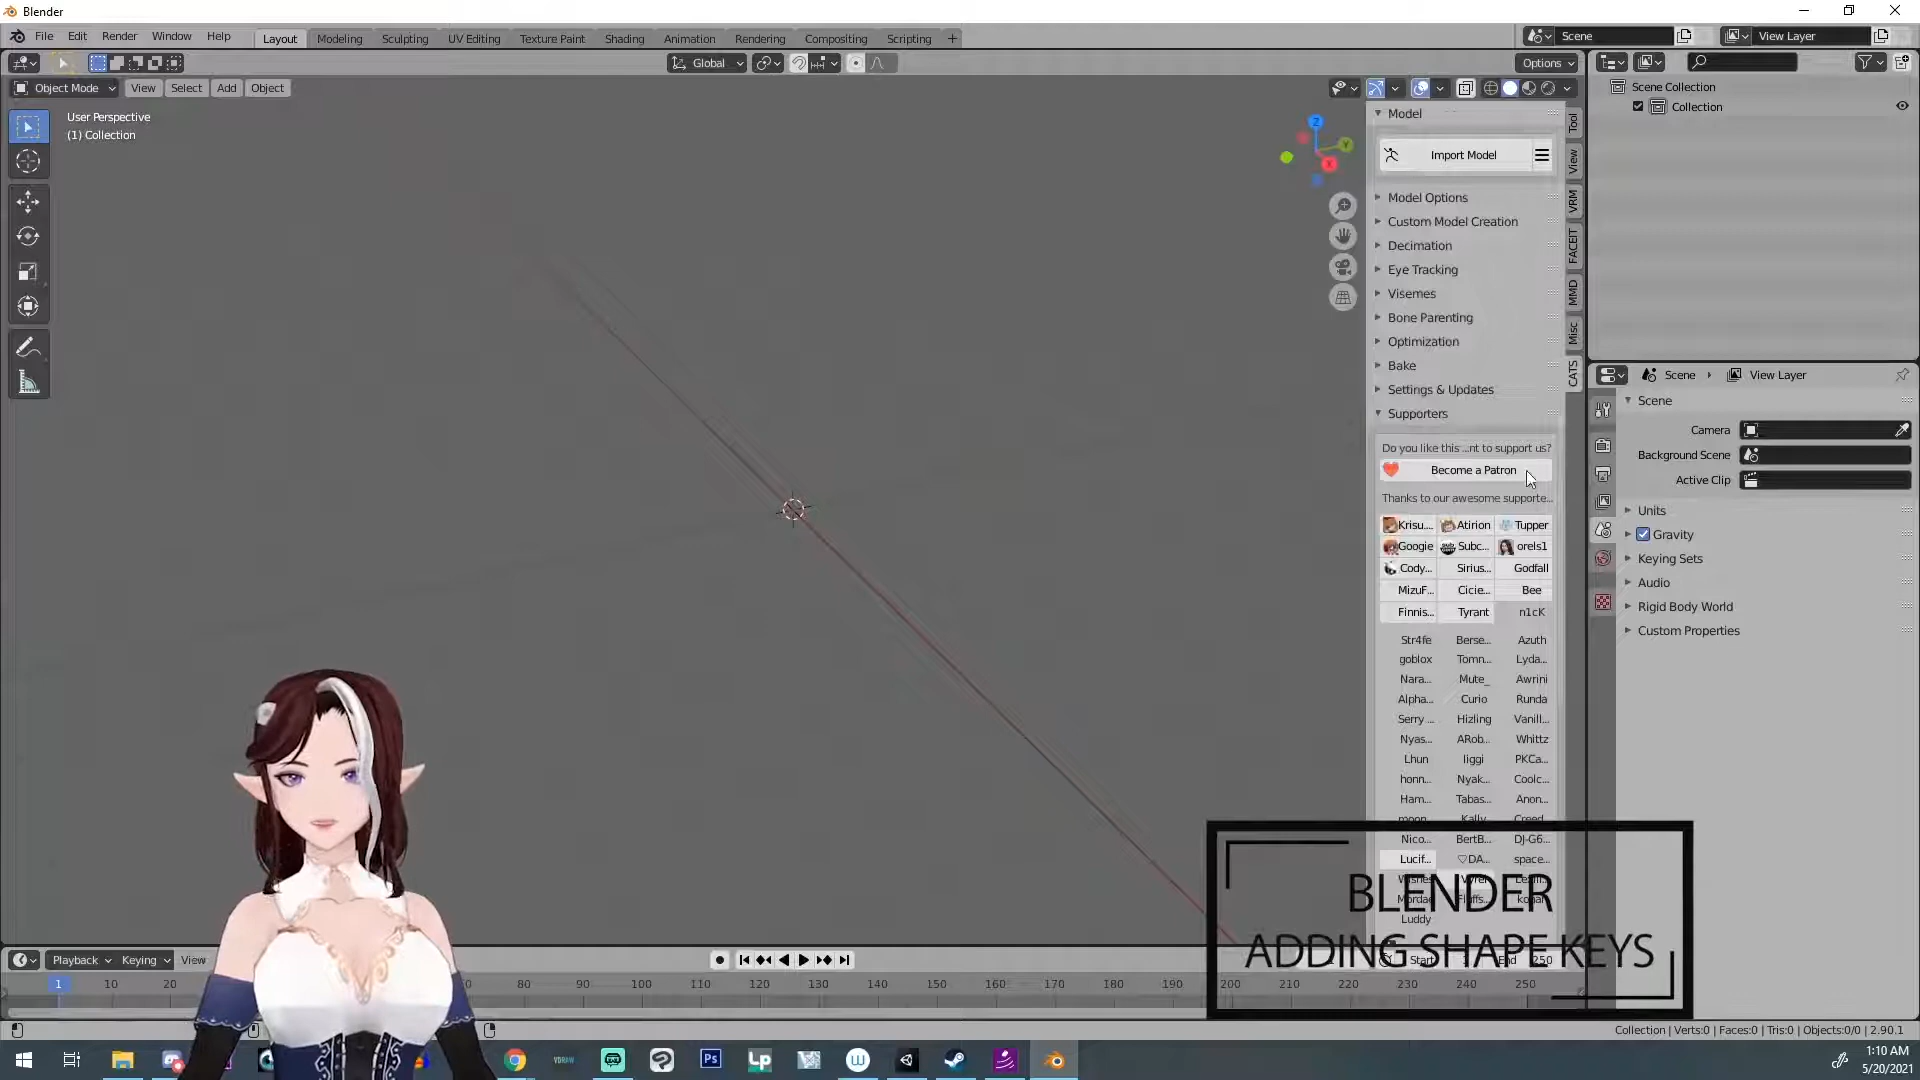 Blender
File Edit Render Window Help
Layout Modeling Sculpting UV Editing Texture Paint Shading Animation Rendering Compositing Scripting +
Scene
View Layer
Global
Options
Object Mode View Select Add Object
User Perspective
(1) Collection
Z
Y
X
Model
Import Model
Model Options
Custom Model Creation
Decimation
Eye Tracking
Visemes
Bone Parenting
Optimization
Bake
Settings & Updates
Supporters
Do you like this ...nt to support us?
Become a Patron
Thanks to our awesome supporte...
Krisu... Atirion Tupper
Googie Subc... orels1
Cody... Sirius... Godfall
MizuF... Cicie... Bee
Finnis... Tyrant n1cK
Str4fe Berse... Azuth
goblox Tomn... Lyda...
Nara... Mute_ Awrini
Alpha... Curio Runda
Serry ... Hizling Vanill...
Nyas... ARob... Whittz
Lhun liggi PKCa...
honn... Nyak... Coolc...
Ham... Tabas... Anon...
moon... Kally Creed...
Nico... BertB... DJ-G6...
Lucif... ♡DA... space...
Luddy
Tool
View
VRM
FACEIT
MMD
Misc
CATS
Scene Collection
Collection
Scene View Layer
Scene
Camera
Background Scene
Active Clip
Units
Gravity
Keying Sets
Audio
Rigid Body World
Custom Properties
BLENDER
ADDING SHAPE KEYS
Playback Keying View
Start 1 End 250
1 10 20 80 90 100 110 120 130 140 150 160 170 180 190 200 210 220 230 240 250
Collection | Verts:0 | Faces:0 | Tris:0 | Objects:0/0 | 2.90.1
VDRAW
Ps
Lp
1:10 AM
5/20/2021